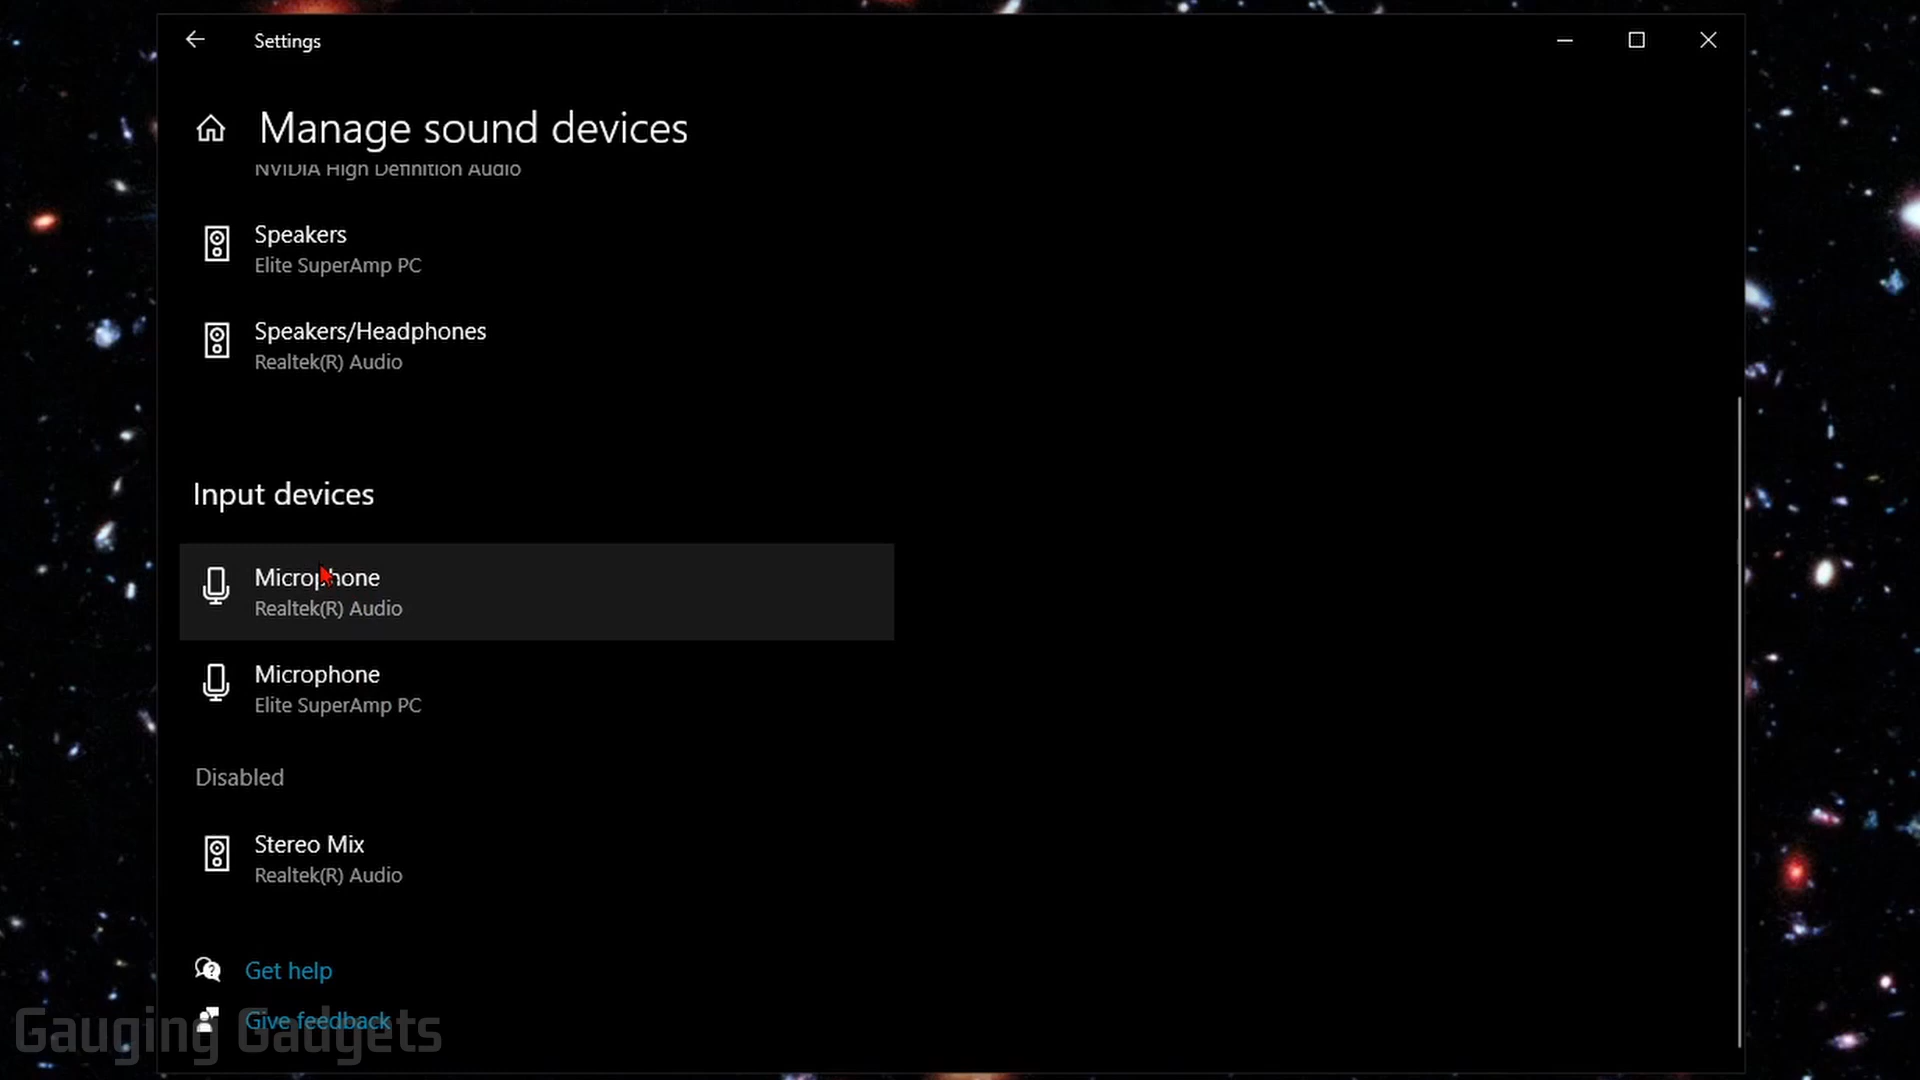 Settings
Manage sound devices
NVIDIA High Definition Audio
Speakers
Elite SuperAmp PC
Speakers/Headphones
Realtek(R) Audio
Input devices
Microphone
Realtek(R) Audio
Microphone
Elite SuperAmp PC
Disabled
Stereo Mix
Realtek(R) Audio
Get help
Give feedback
Gauging Gadgets